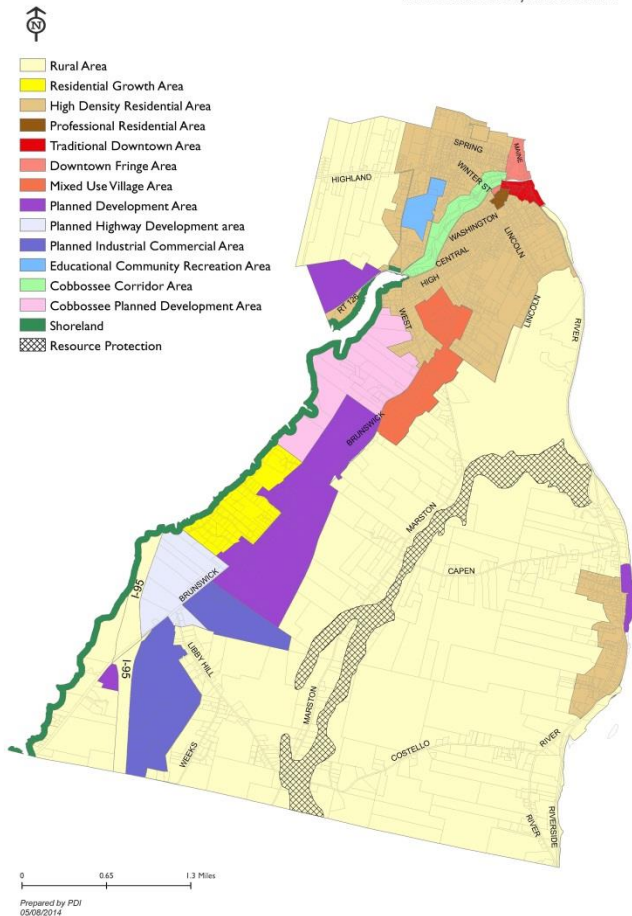 Rural Area
Residential Growth Area
High Density Residential Area
Professional Residential Area
Traditional Downtown Area
Downtown Fringe Area
Mixed Use Village Area
Planned Development Area
Planned Highway Development area
Planned Industrial Commercial Area
Educational Community Recreation Area
Cobbossee Corridor Area
Cobbossee Planned Development Area
Shoreland
Resource Protection
SPRING
MAINE
HIGHLAND
WINTER ST
WASHINGTON
LINCOLN
CENTRAL
HIGH
RT 126
WEST
LINCOLN
RIVER
BRUNSWICK
MARSTON
CAPEN
I-95
BRUNSWICK
LIBBY HILL
I-95
MARSTON
WEEKS
COSTELLO
RIVER
RIVER
RIVERSIDE
0 0.65 1.3 Miles
Prepared by PDI
05/08/2014